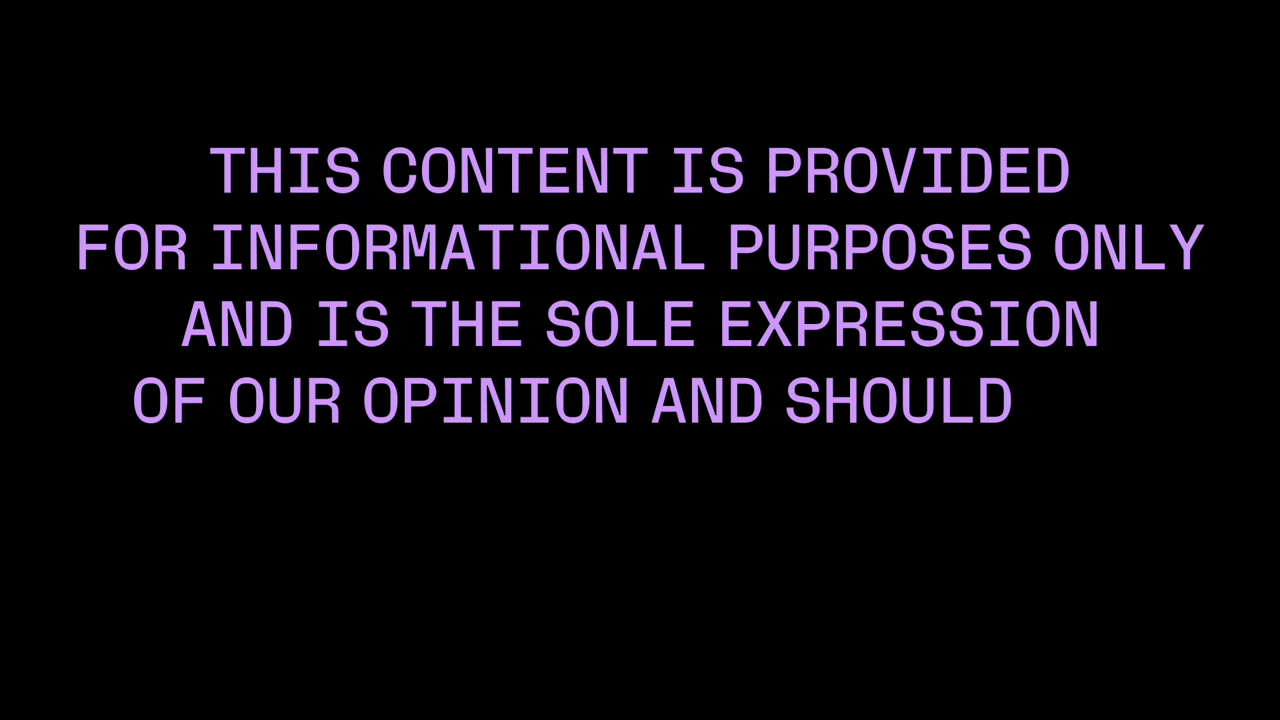 THIS CONTENT IS PROVIDED
FOR INFORMATIONAL PURPOSES ONLY
AND IS THE SOLE EXPRESSION
OF OUR OPINION AND SHOULD